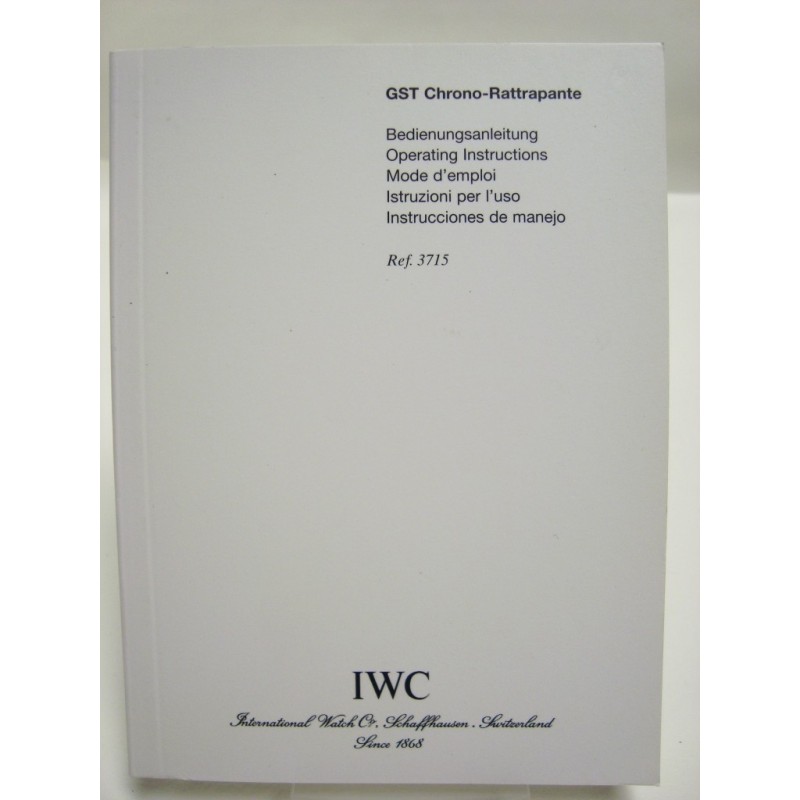 GST Chrono-Rattrapante
Bedienungsanleitung
Operating Instructions
Mode d'emploi
Istruzioni per l'uso
Instrucciones de manejo
Ref. 3715
IWC
International Watch Co. Schaffhausen. Switzerland
Since 1868